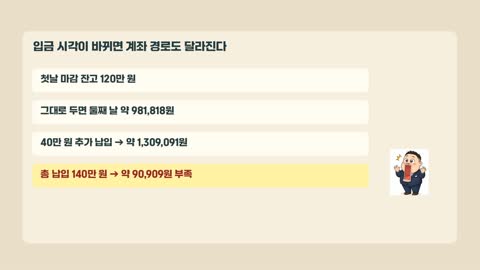 입금 시각이 바뀌면 계좌 경로도 달라진다
첫날 마감 잔고 120만 원
그대로 두면 둘째 날 약 981,818원
40만 원 추가 납입 → 약 1,309,091원
총 납입 140만 원 → 약 90,909원 부족